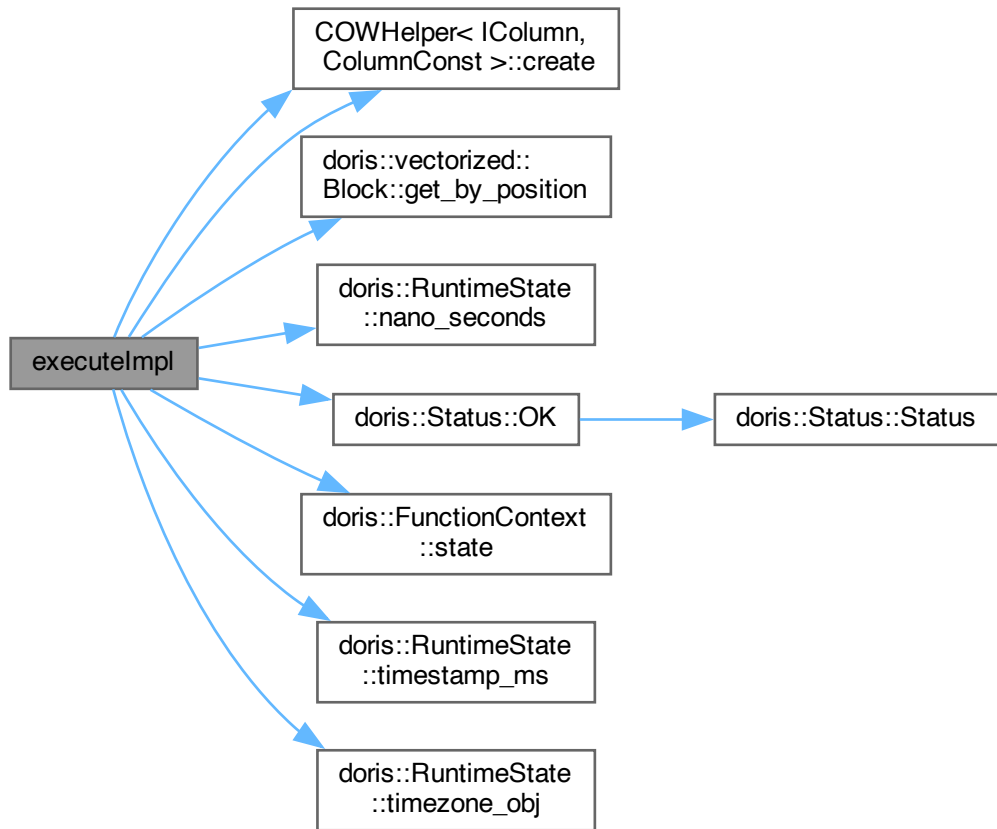 COWHelper< IColumn,
ColumnConst >::create
doris::vectorized::
Block::get_by_position
doris::RuntimeState
::nano_seconds
executeImpl
doris::Status::OK
doris::Status::Status
doris::FunctionContext
::state
doris::RuntimeState
::timestamp_ms
doris::RuntimeState
::timezone_obj